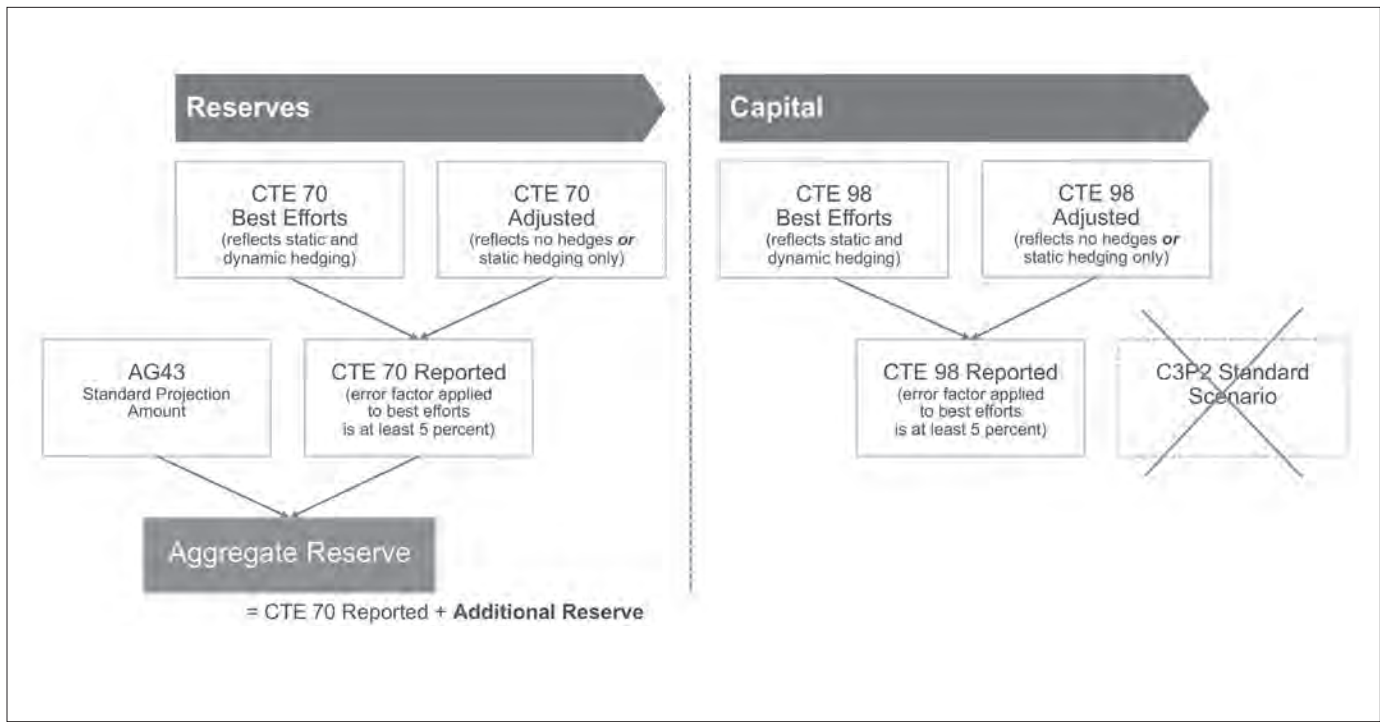 Reserves
CTE 70
Best Efforts
(reflects static and
dynamic hedging)
CTE 70
Adjusted
(reflects no hedges or
static hedging only)
AG43
Standard Projection
Amount
CTE 70 Reported
(error factor applied
to best efforts
is at least 5 percent)
Aggregate Reserve
= CTE 70 Reported + Additional Reserve
Capital
CTE 98
Best Efforts
(reflects static and
dynamic hedging)
CTE 98
Adjusted
(reflects no hedges or
static hedging only)
CTE 98 Reported
(error factor applied
to best efforts
is at least 5 percent)
C3P2 Standard
Scenario